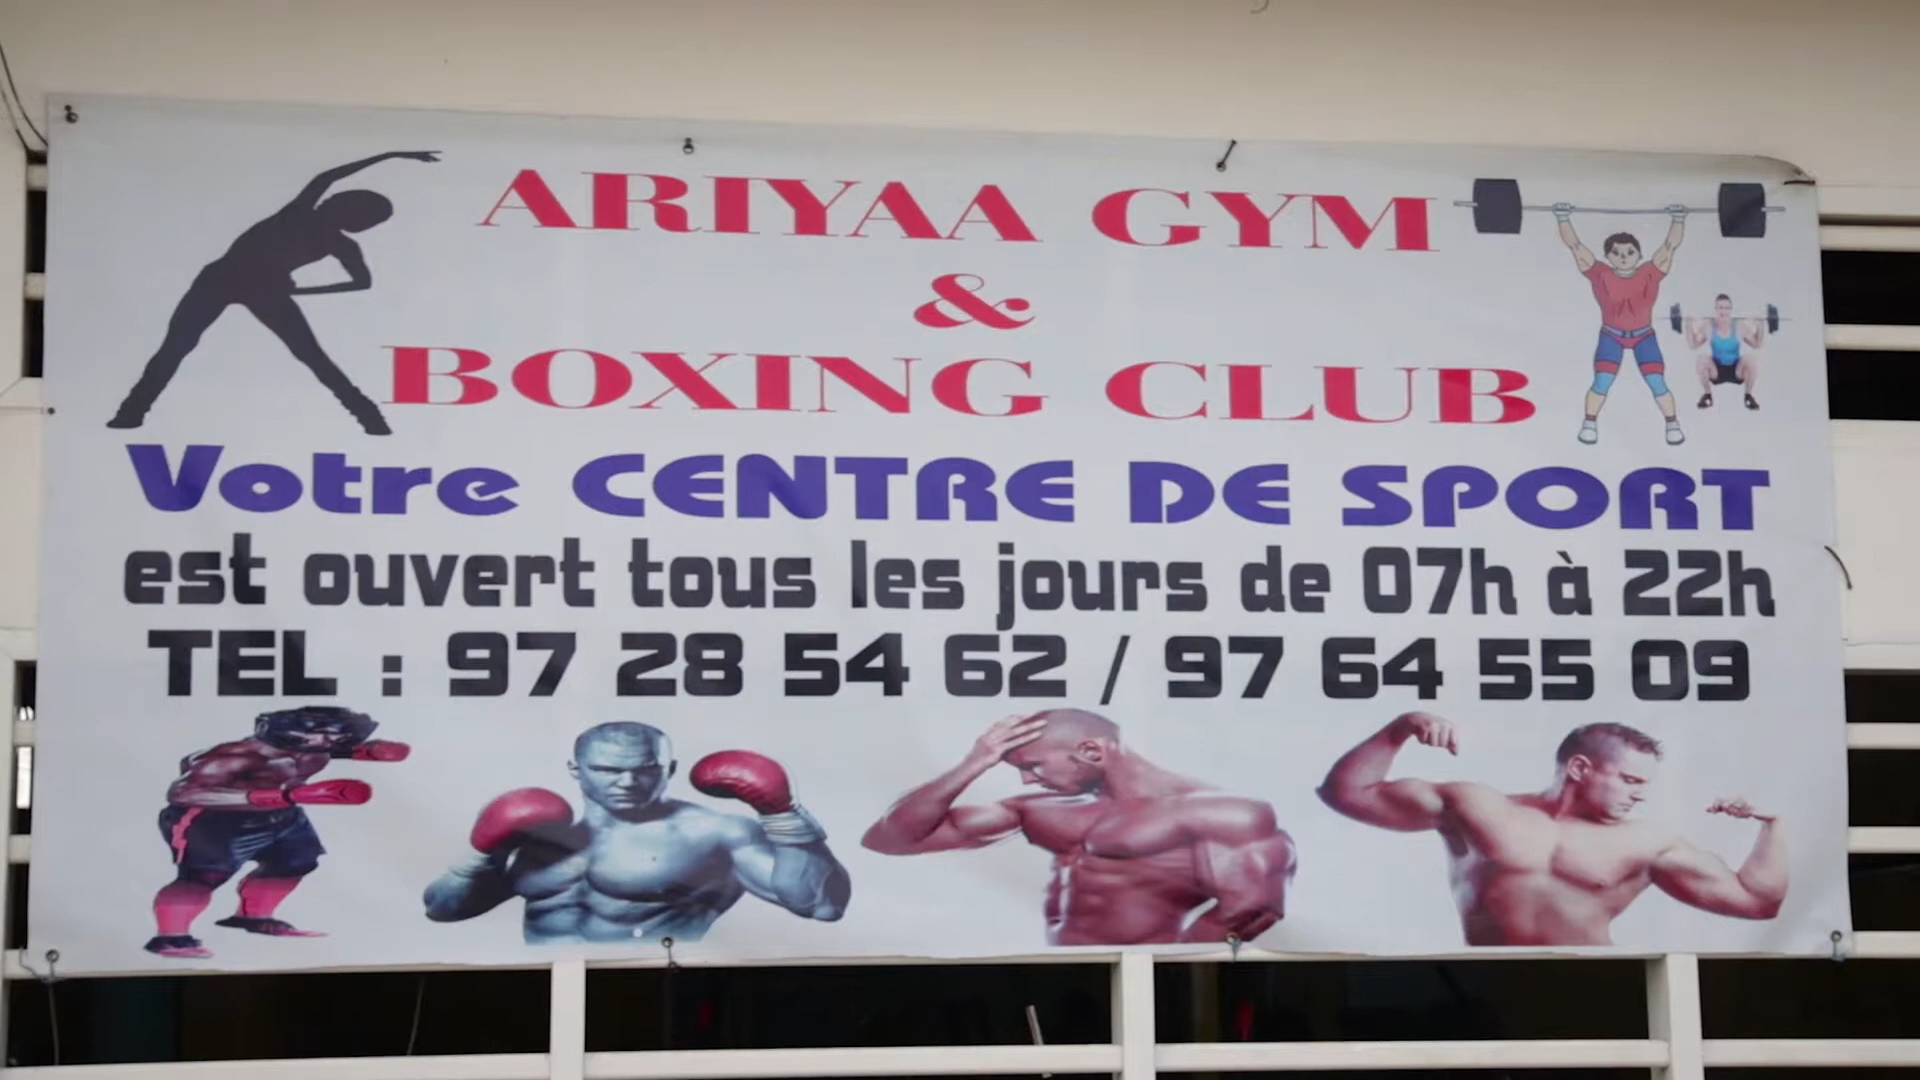 ARIYAA GYM
&
BOXING CLUB
Votre CENTRE DE SPORT
est ouvert tous les jours de 07h à 22h
TEL : 97 28 54 62 / 97 64 55 09